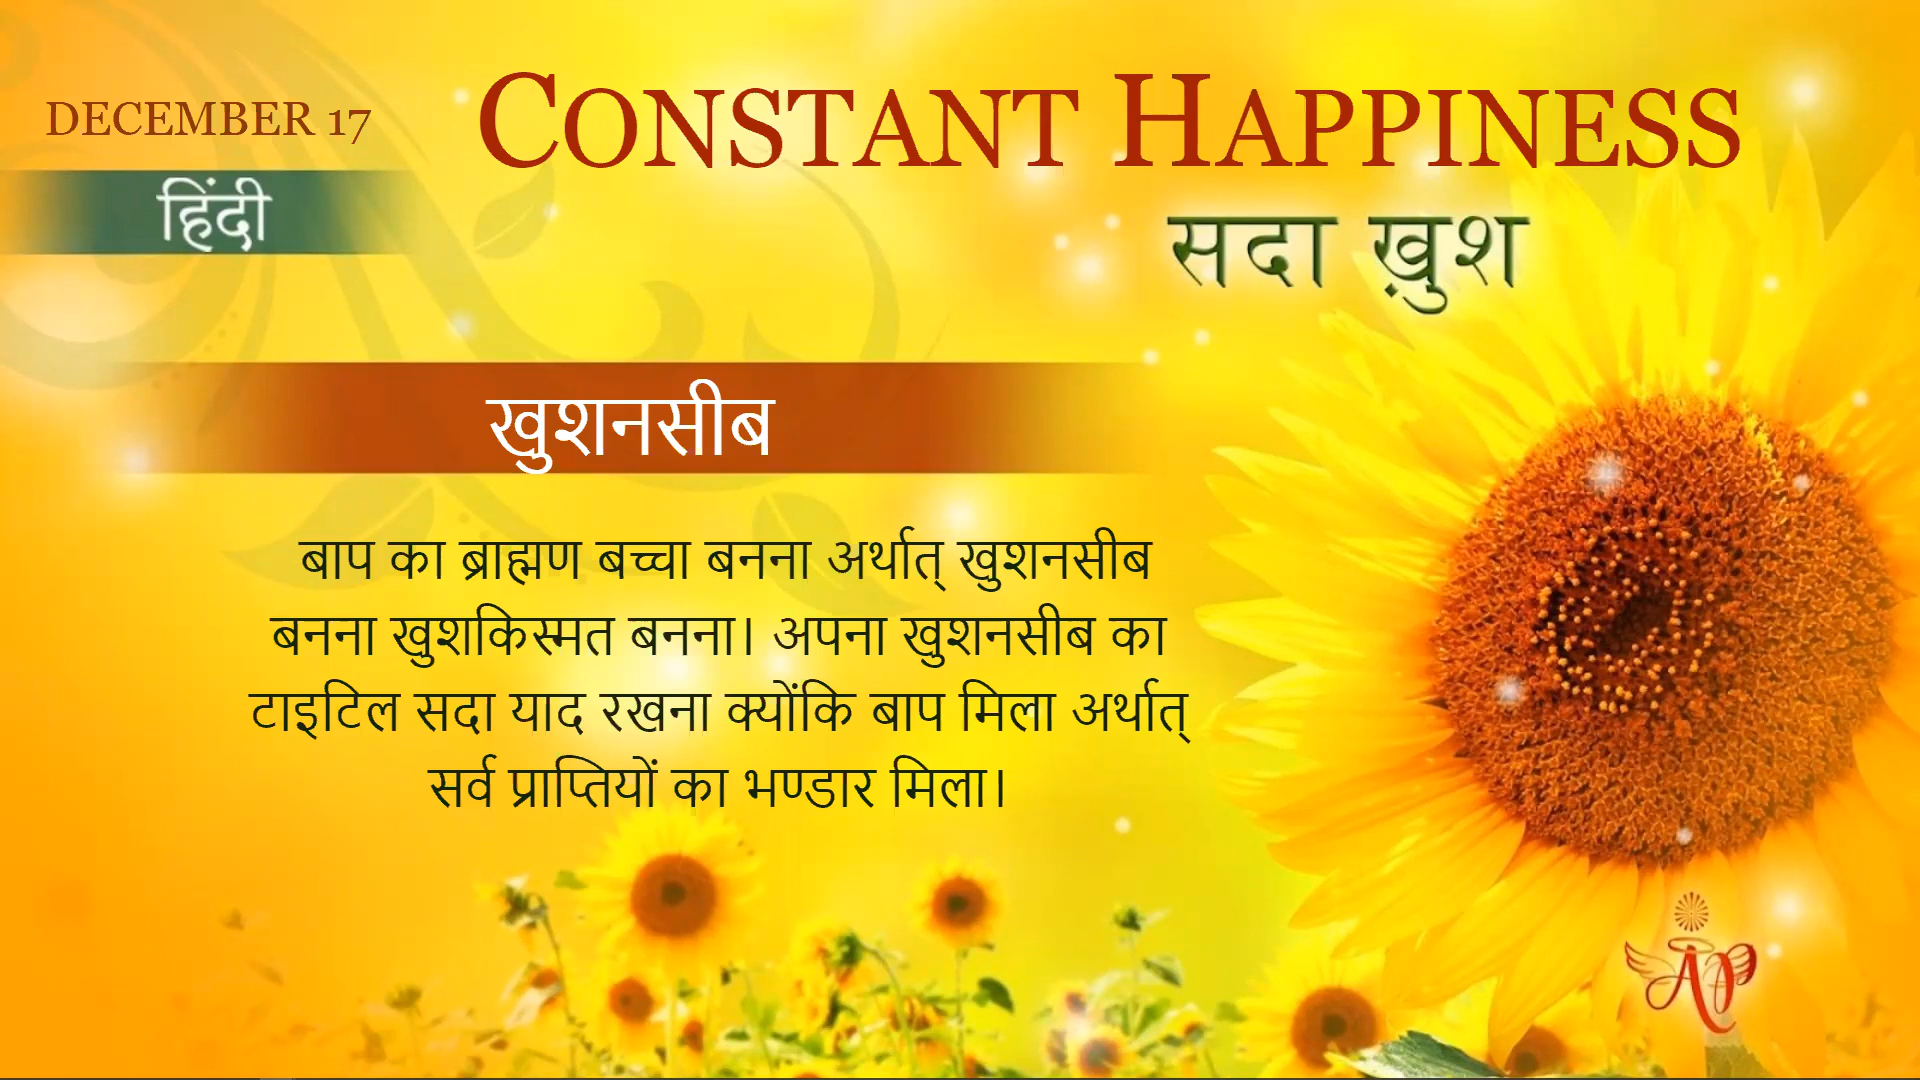 DECEMBER 17
CONSTANT HAPPINESS
हिंदी
सदा ख़ुश
खुशनसीब
बाप का ब्राह्मण बच्चा बनना अर्थात् खुशनसीब
बनना खुशकिस्मत बनना। अपना खुशनसीब का
टाइटिल सदा याद रखना क्योंकि बाप मिला अर्थात्
सर्व प्राप्तियों का भण्डार मिला।
AP